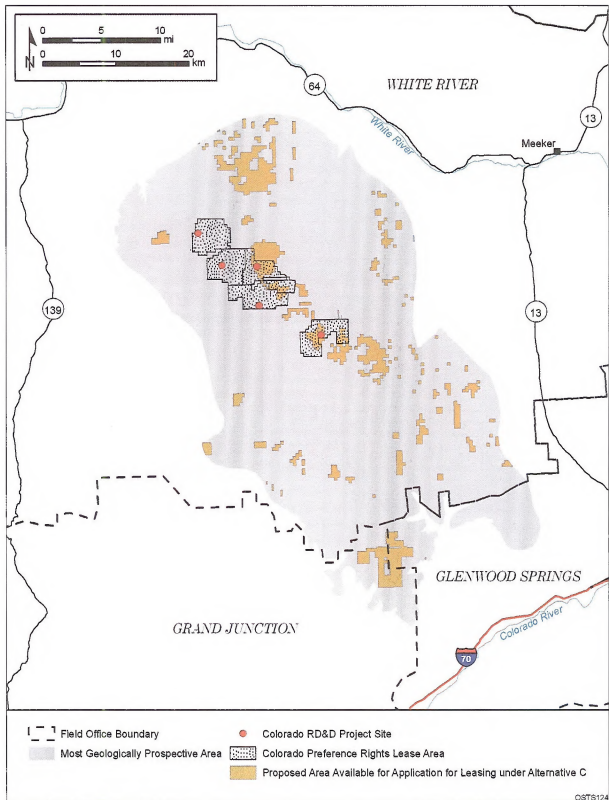 0 5 10
mi
N
0 10 20
km
64
WHITE RIVER
13
White River
Meeker
139
13
GLENWOOD SPRINGS
Colorado River
GRAND JUNCTION
70
Field Office Boundary
Colorado RD&D Project Site
Most Geologically Prospective Area
Colorado Preference Rights Lease Area
Proposed Area Available for Application for Leasing under Alternative C
OSTS124